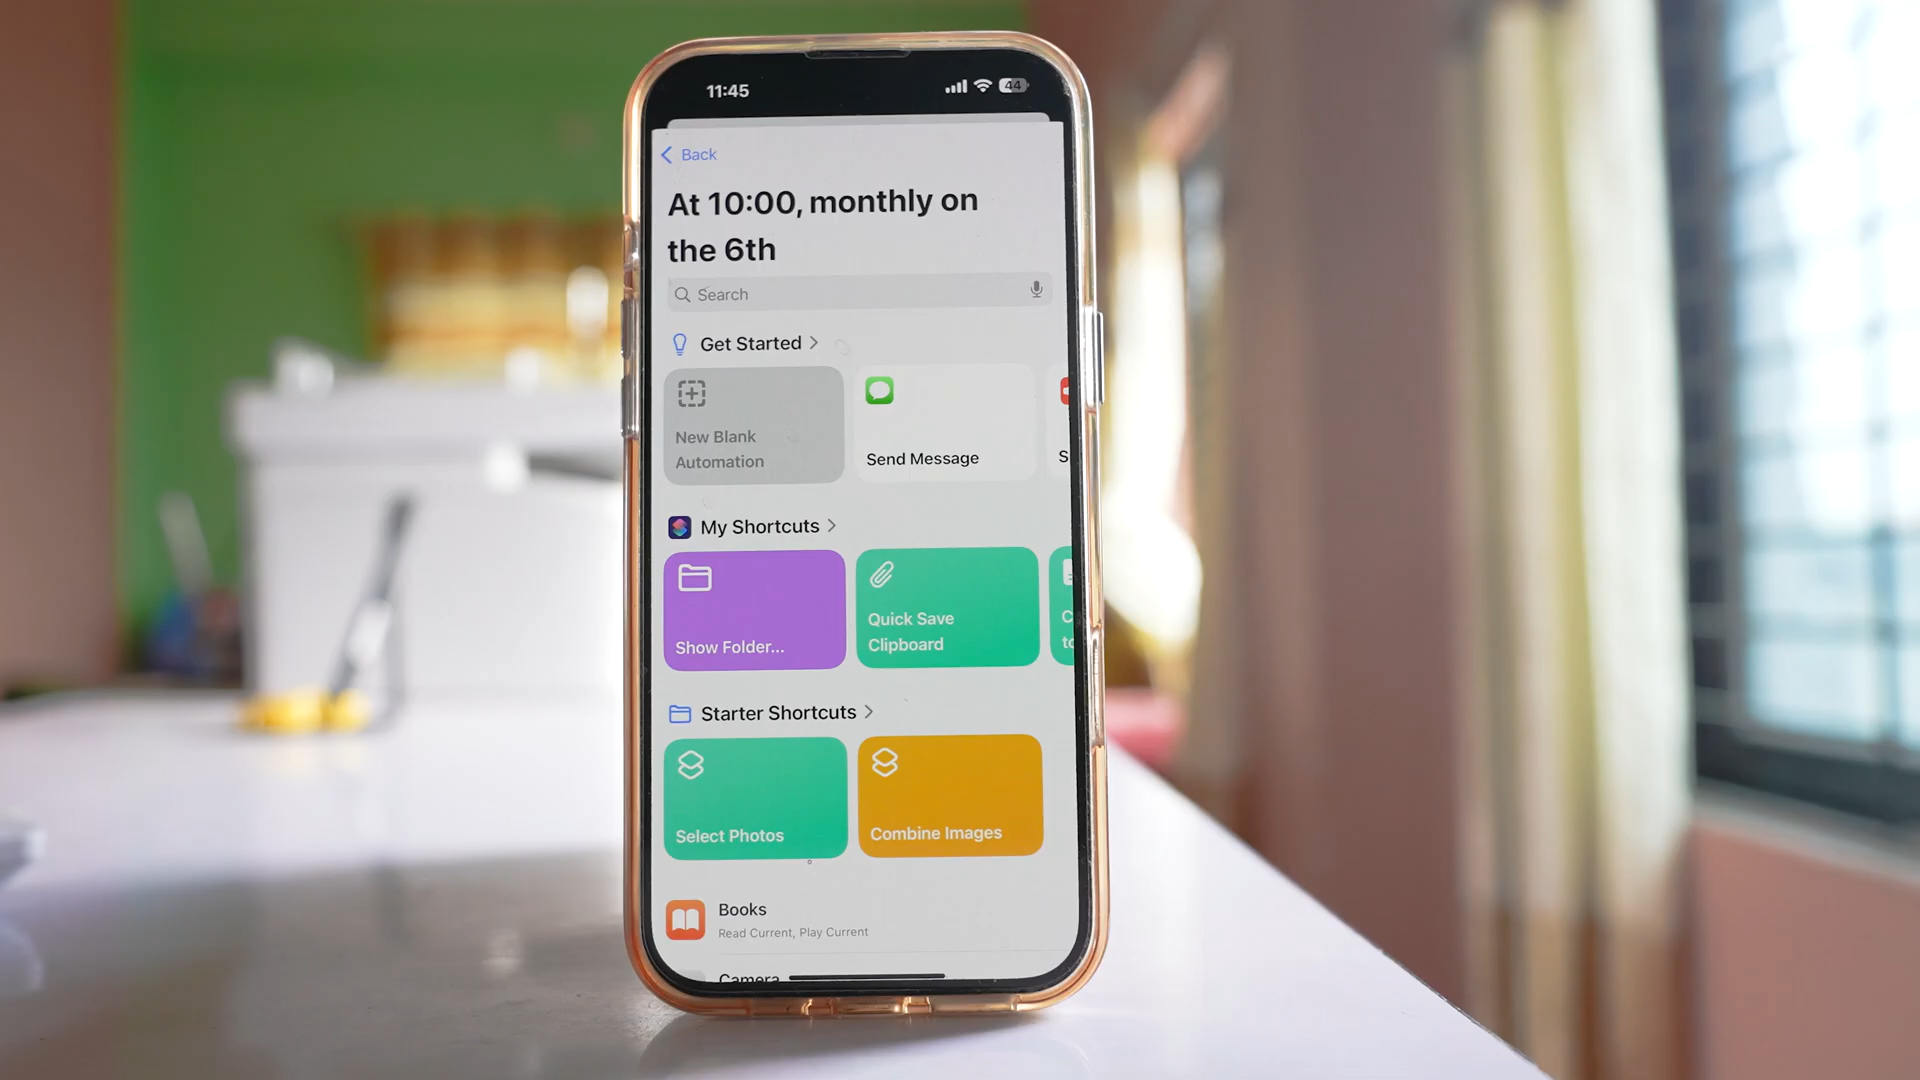 11:45
44
Back
At 10:00, monthly on
the 6th
Search
Get Started
New Blank
Automation
Send Message
My Shortcuts
Show Folder...
Quick Save
Clipboard
Starter Shortcuts
Select Photos
Combine Images
Books
Read Current, Play Current
Camera